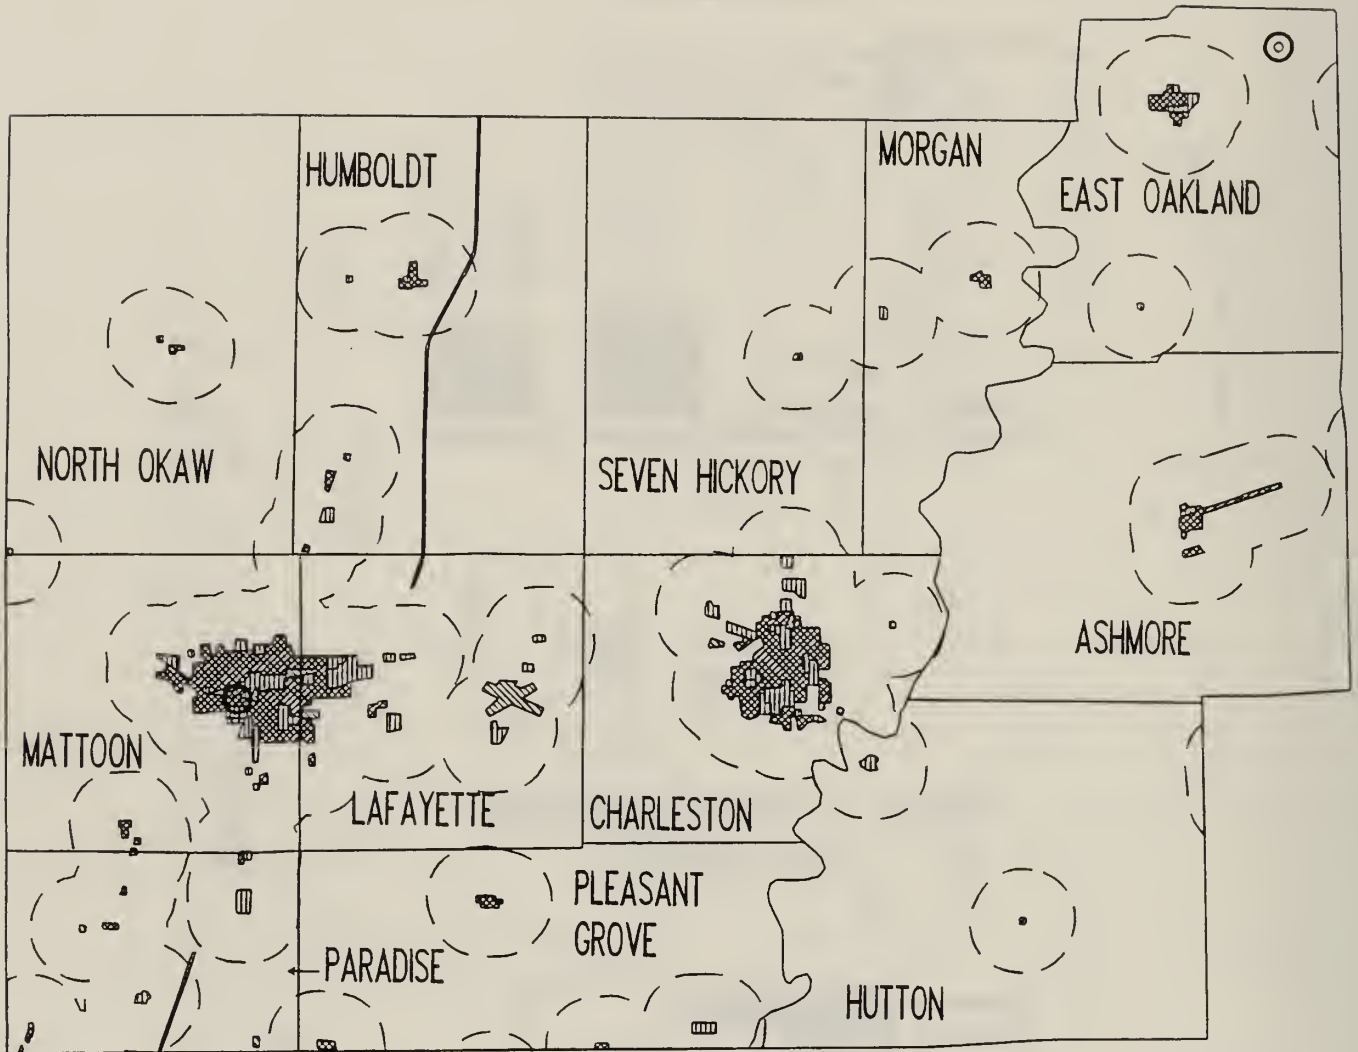 MORGAN
HUMBOLDT
EAST OAKLAND
NORTH OKAW
SEVEN HICKORY
ASHMORE
MATTOON
LAFAYETTE
CHARLESTON
PLEASANT
GROVE
PARADISE
HUTTON